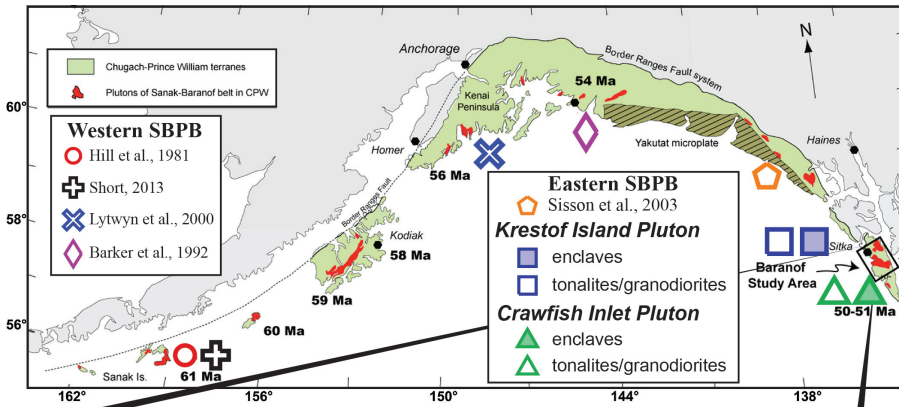 Chugach-Prince William terranes
Plutons of Sanak-Baranof belt in CPW
Western SBPB
Hill et al., 1981
Short, 2013
Lytwyn et al., 2000
Barker et al., 1992
Anchorage
Kenai
Peninsula
Homer
Border Ranges Fault system
54 Ma
N
Haines
Yakutat microplate
56 Ma
Border Ranges Fault
Kodiak
58 Ma
59 Ma
60 Ma
Sanak Is.
61 Ma
Eastern SBPB
Sisson et al., 2003
Krestof Island Pluton
enclaves
tonalites/granodiorites
Crawfish Inlet Pluton
enclaves
tonalites/granodiorites
Sitka
Baranof
Study Area
50-51 Ma
60°
58°
56°
162°
156°
150°
144°
138°